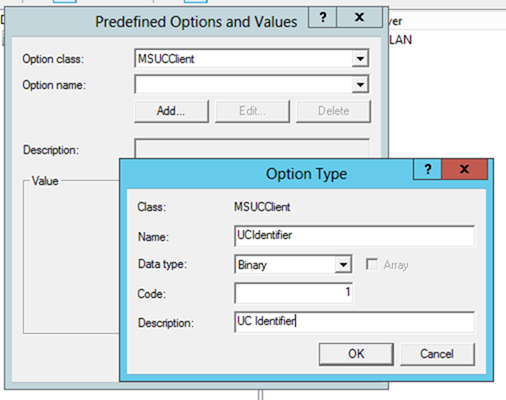 Predefined Options and Values
? x
ver
LAN
Option class: MSUCClient
Option name:
Add... Edit... Delete
Description:
Value
Option Type
? x
Class: MSUCClient
Name: UCIdentifier
Data type: Binary Array
Code: 1
Description: UC Identifier
OK Cancel